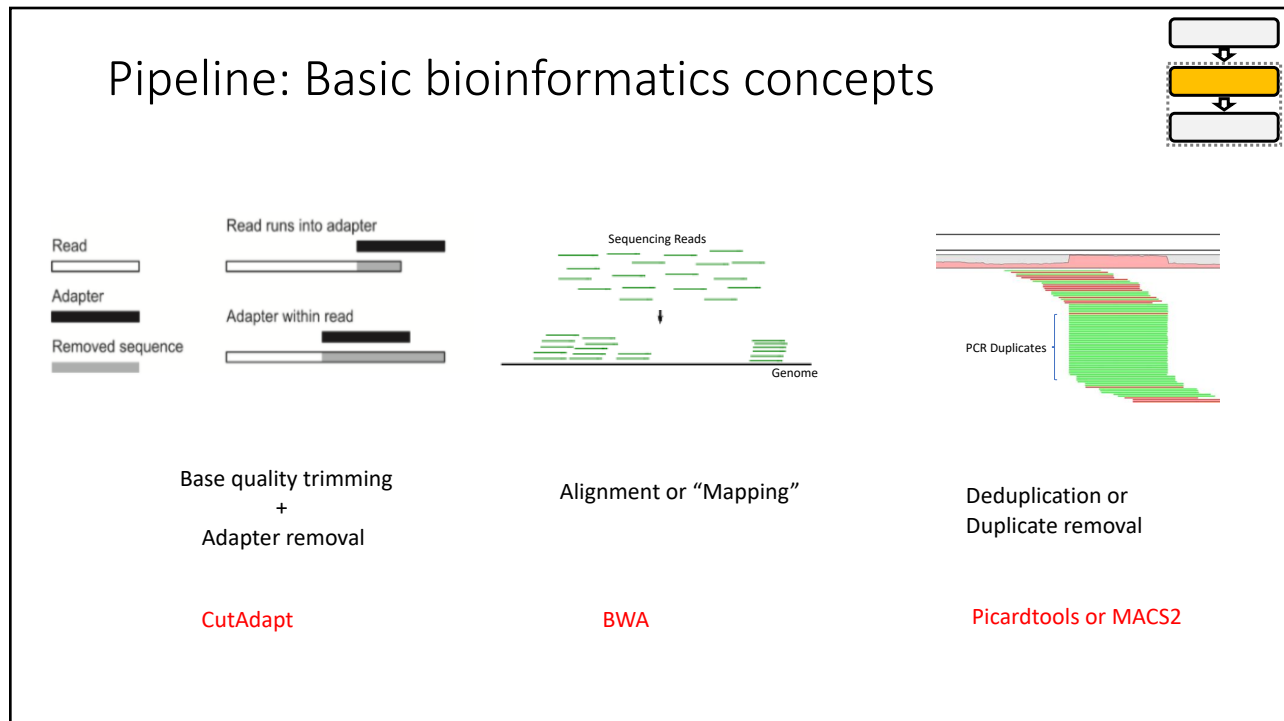 Pipeline: Basic bioinformatics concepts
Read
Adapter
Removed sequence
Read runs into adapter
Adapter within read
Sequencing Reads
Genome
PCR Duplicates
Base quality trimming
+
Adapter removal
Alignment or “Mapping”
Deduplication or
Duplicate removal
CutAdapt
BWA
Picardtools or MACS2